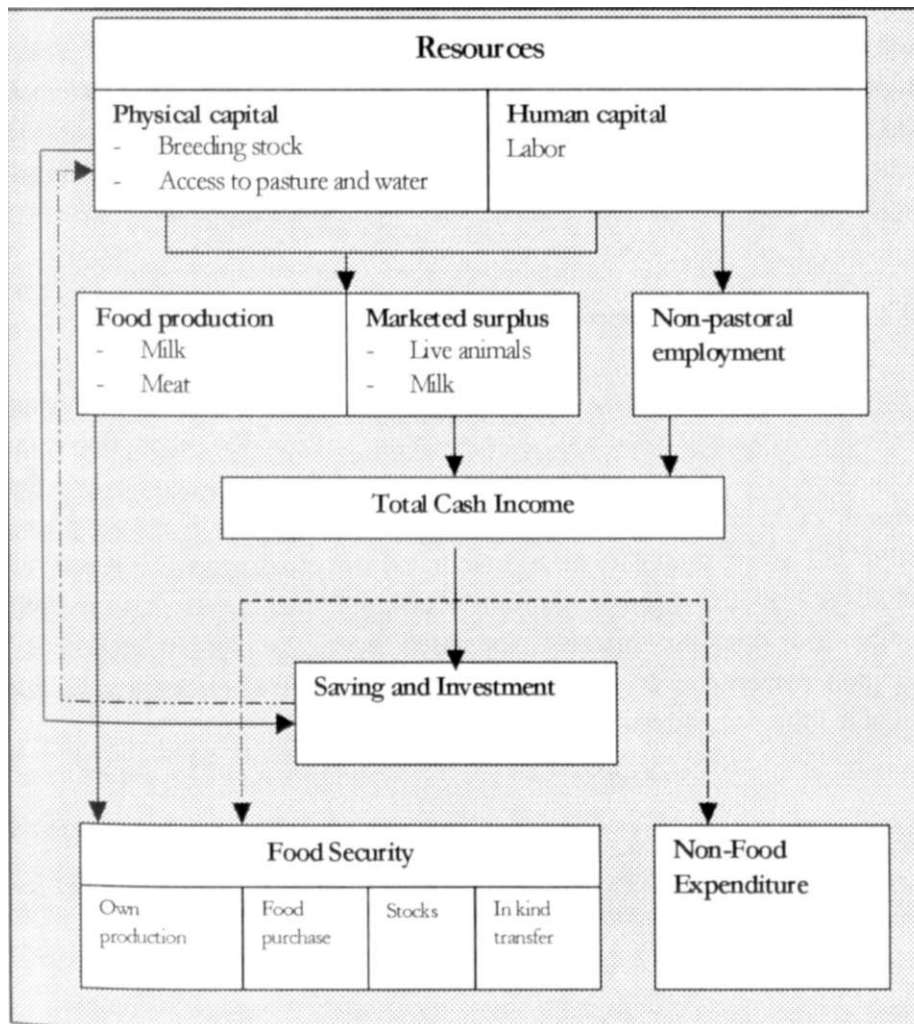 Resources
Physical capital
- Breeding stock
- Access to pasture and water
Human capital
Labor
Food production
- Milk
- Meat
Marketed surplus
- Live animals
- Milk
Non-pastoral
employment
Total Cash Income
Saving and Investment
Food Security
Own
production
Food
purchase
Stocks
In kind
transfer
Non-Food
Expenditure